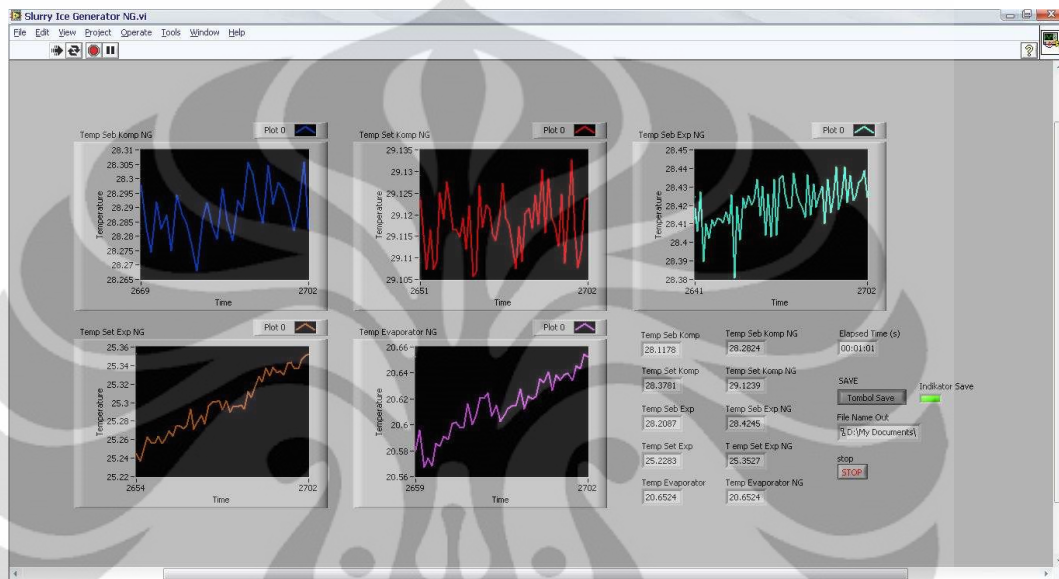 Slurry Ice Generator NG.vi
File Edit View Project Operate Tools Window Help
Temp Seb Komp NG
Plot 0
28.31
28.305
28.3
28.295
28.29
28.285
28.28
28.275
28.27
28.265
Temperature
2669
2702
Time
Temp Set Komp NG
Plot 0
29.135
29.13
29.125
29.12
29.115
29.11
29.105
Temperature
2651
2702
Time
Temp Seb Exp NG
Plot 0
28.45
28.44
28.43
28.42
28.41
28.4
28.39
28.38
Temperature
2641
2702
Time
Temp Set Exp NG
Plot 0
25.36
25.34
25.32
25.3
25.28
25.26
25.24
25.22
Temperature
2654
2702
Time
Temp Evaporator NG
Plot 0
20.66
20.64
20.62
20.6
20.58
20.56
Temperature
2659
2702
Time
Temp Seb Komp
28.1178
Temp Seb Komp NG
28.2824
Temp Set Komp
28.3781
Temp Set Komp NG
29.1239
Temp Seb Exp
28.2087
Temp Seb Exp NG
28.4245
Temp Set Exp
25.2283
T emp Set Exp NG
25.3527
Temp Evaporator
20.6524
Temp Evaporator NG
20.6524
Elapsed Time (s)
00:01:01
SAVE
Tombol Save
Indikator Save
File Name Out
D:\My Documents\
stop
STOP